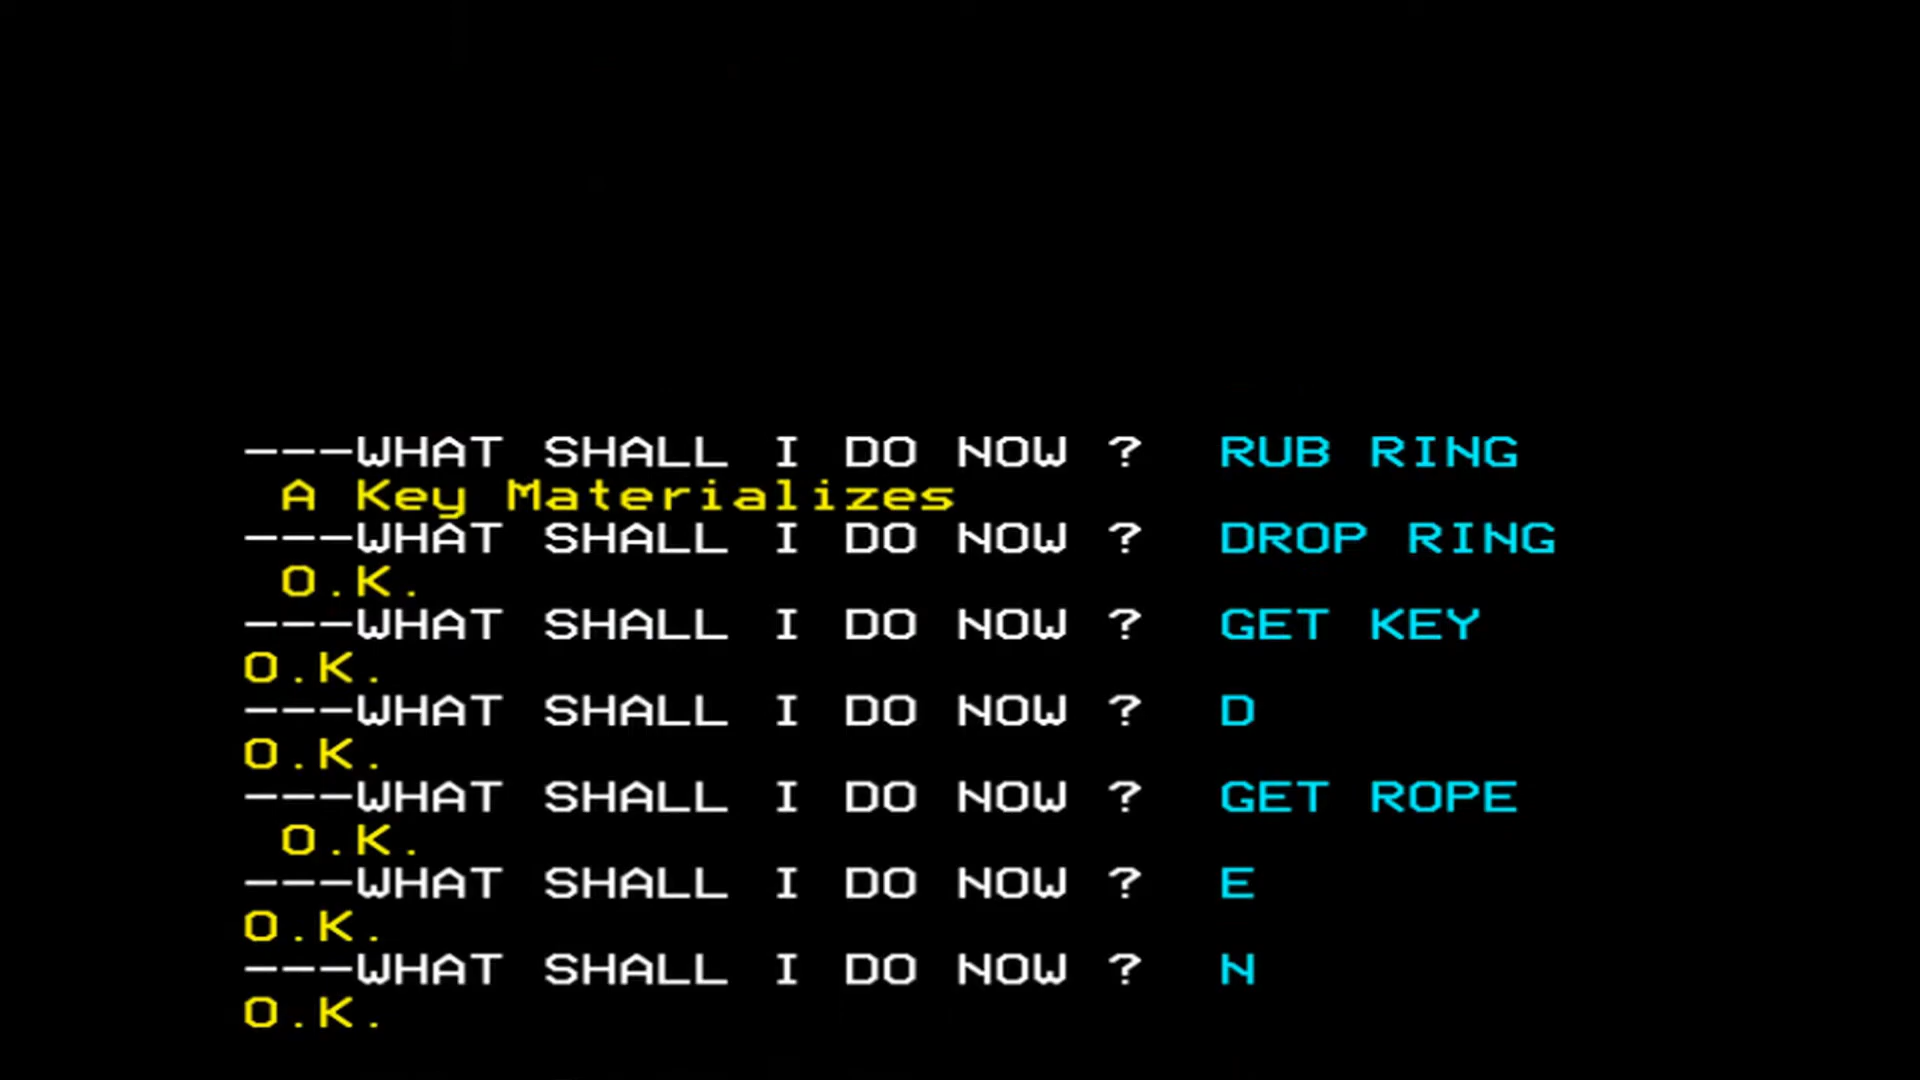 ---WHAT SHALL I DO NOW ?  RUB RING
A Key Materializes
---WHAT SHALL I DO NOW ?  DROP RING
O.K.
---WHAT SHALL I DO NOW ?  GET KEY
O.K.
---WHAT SHALL I DO NOW ?  D
O.K.
---WHAT SHALL I DO NOW ?  GET ROPE
O.K.
---WHAT SHALL I DO NOW ?  E
O.K.
---WHAT SHALL I DO NOW ?  N
O.K.